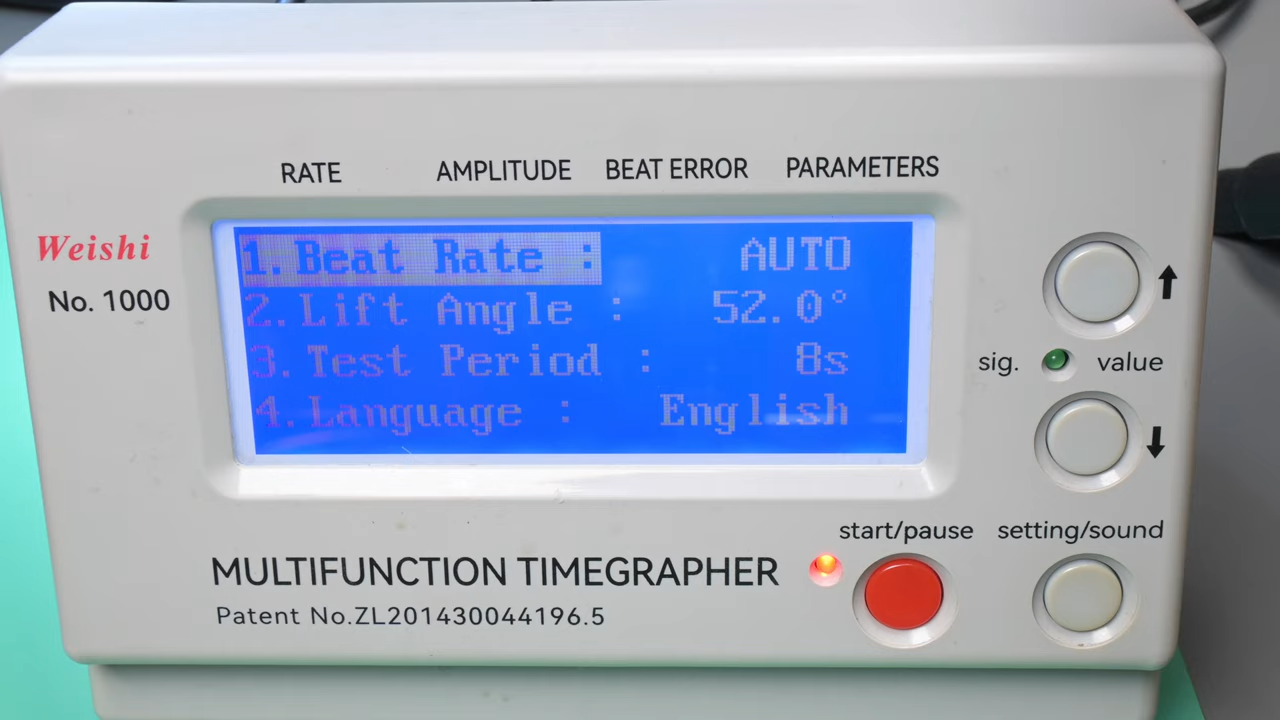 RATE AMPLITUDE BEAT ERROR PARAMETERS
Weishi
No. 1000
1. Beat Rate : AUTO
2. Lift Angle : 52.0°
3. Test Period : 8s
4. Language : English
sig. value
start/pause setting/sound
MULTIFUNCTION TIMEGRAPHER
Patent No.ZL201430044196.5